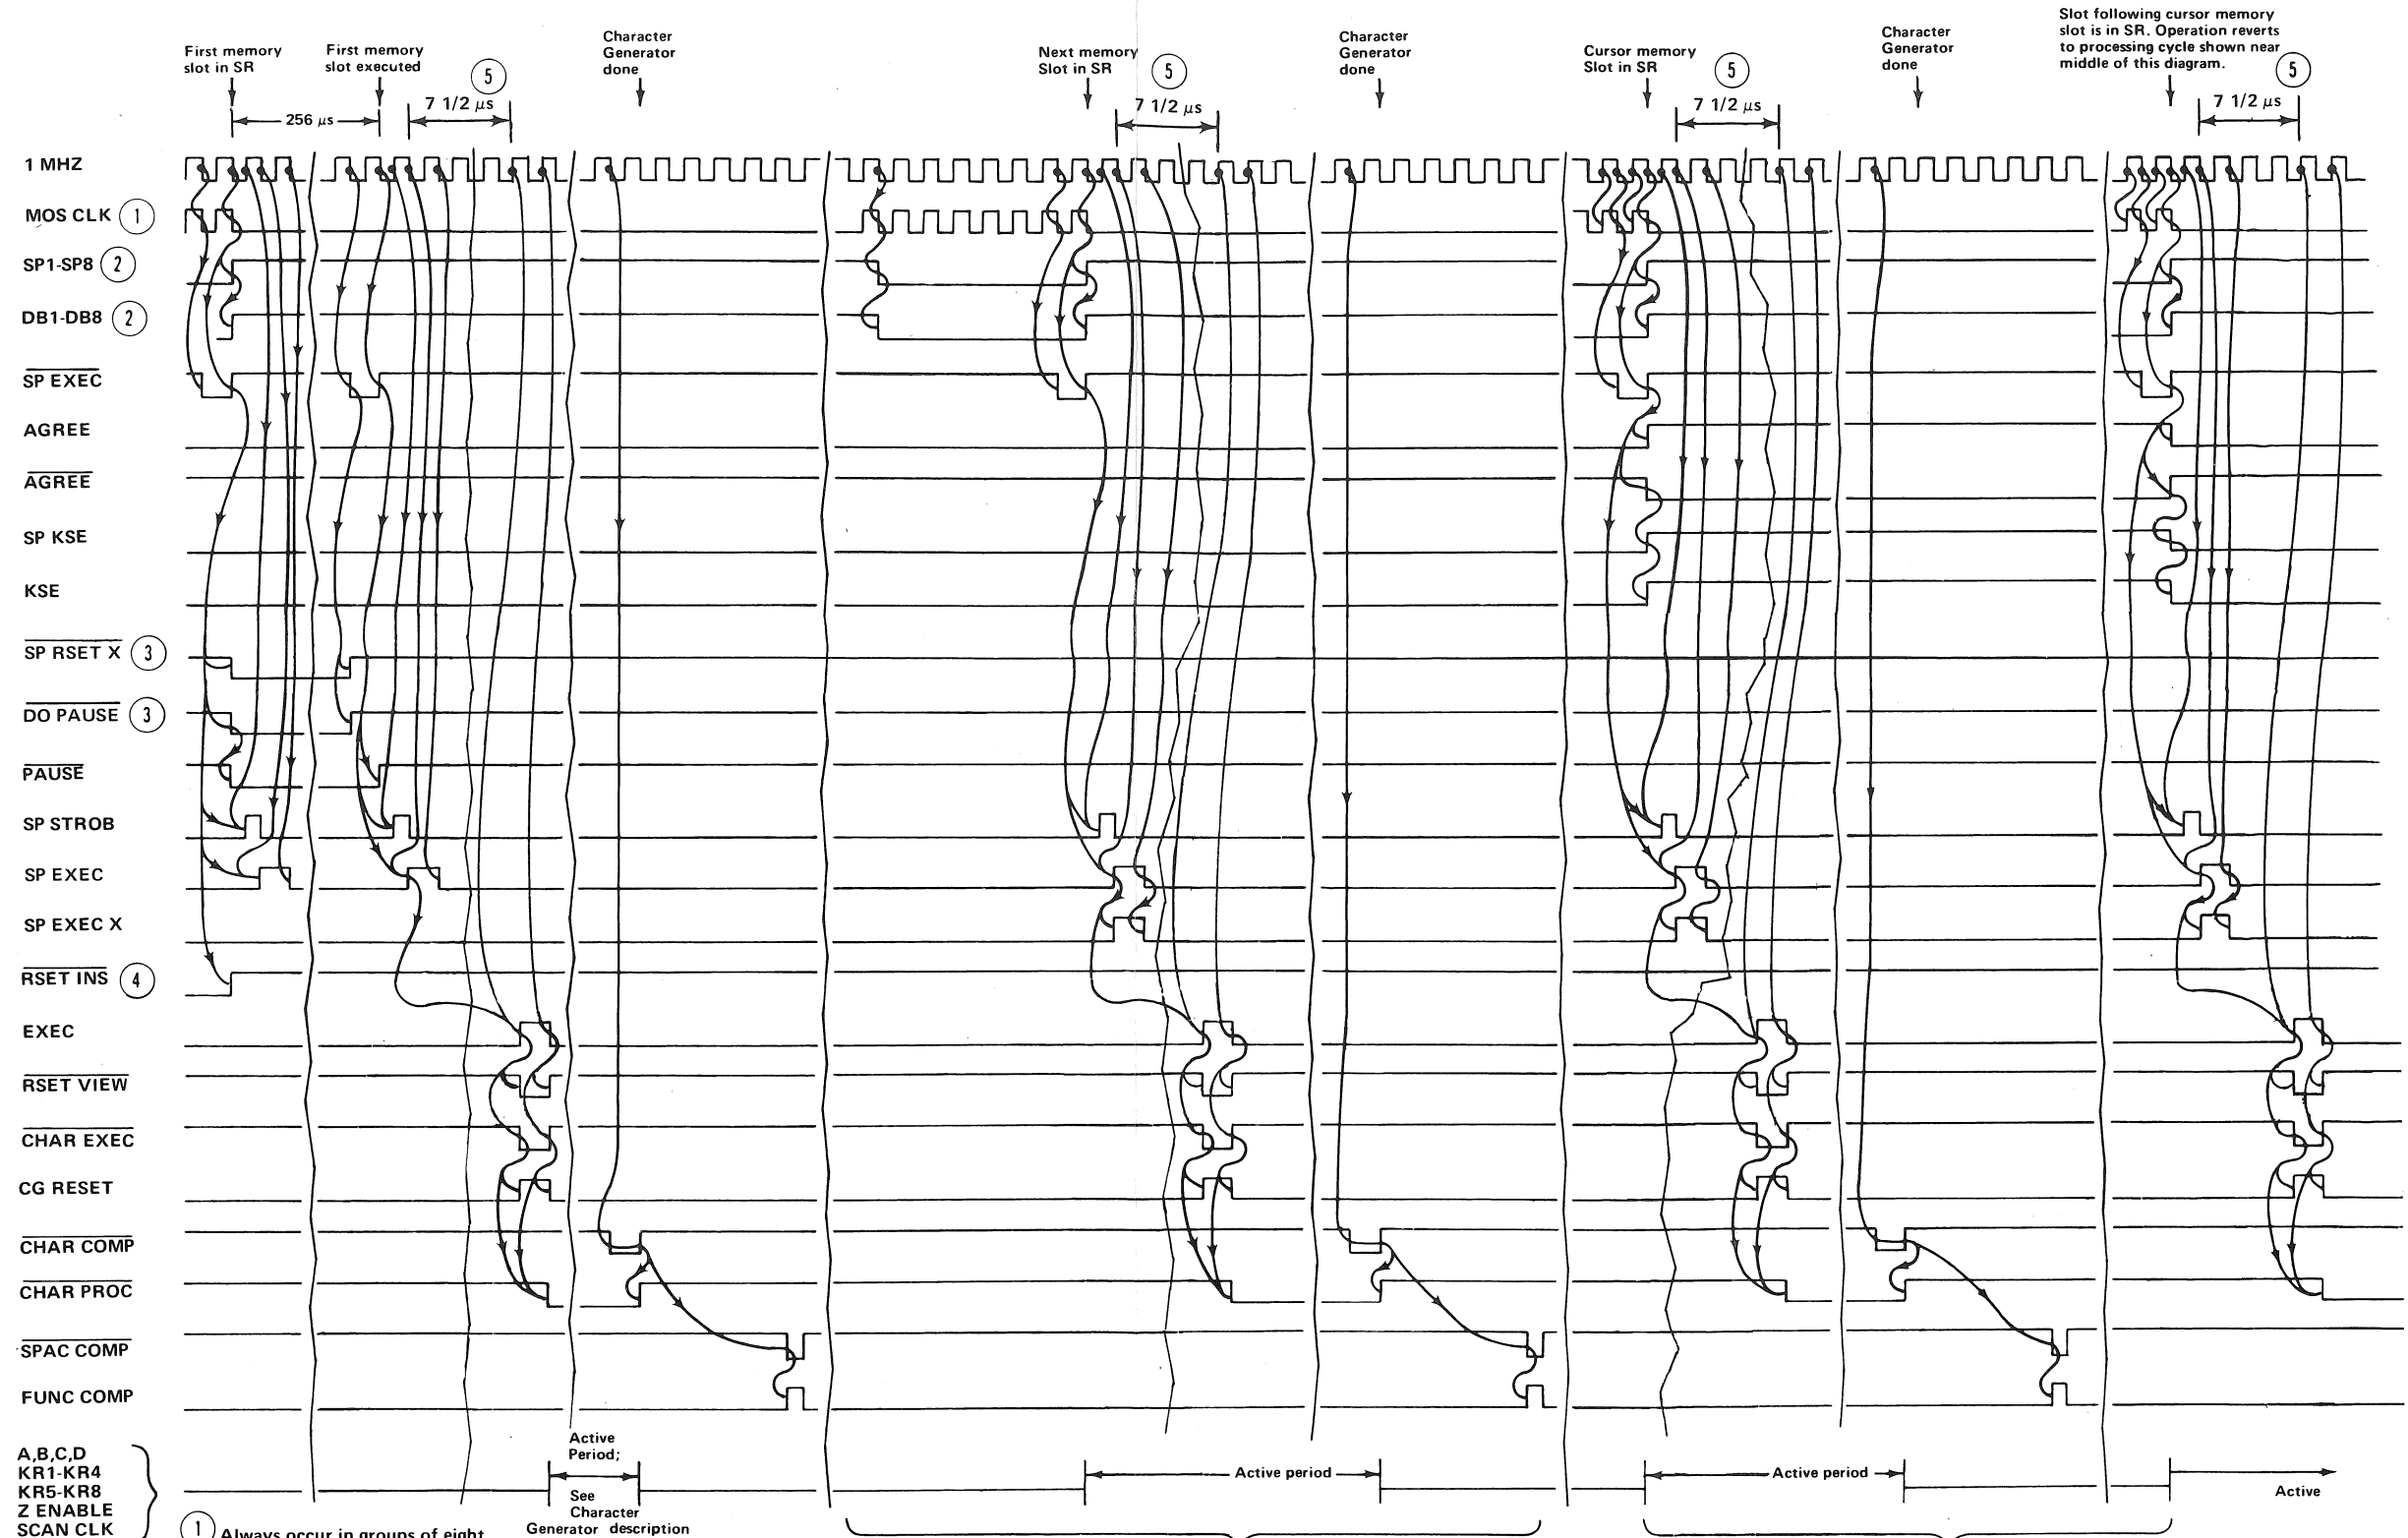 First memory
slot in SR
First memory
slot executed
5
Character
Generator
done
Next memory
Slot in SR
5
Character
Generator
done
Cursor memory
Slot in SR
5
Character
Generator
done
Slot following cursor memory
slot is in SR. Operation reverts
to processing cycle shown near
middle of this diagram.
5
256 μs
7 1/2 μs
7 1/2 μs
7 1/2 μs
7 1/2 μs
1 MHZ
MOS CLK 1
SP1-SP8 2
DB1-DB8 2
SP EXEC
AGREE
AGREE
SP KSE
KSE
SP RSET X 3
DO PAUSE 3
PAUSE
SP STROB
SP EXEC
SP EXEC X
RSET INS 4
EXEC
RSET VIEW
CHAR EXEC
CG RESET
CHAR COMP
CHAR PROC
SPAC COMP
FUNC COMP
A,B,C,D
KR1-KR4
KR5-KR8
Z ENABLE
SCAN CLK
Active
Period;
See
Character
Generator description
Active period
Active period
Active
1 Always occur in groups of eight